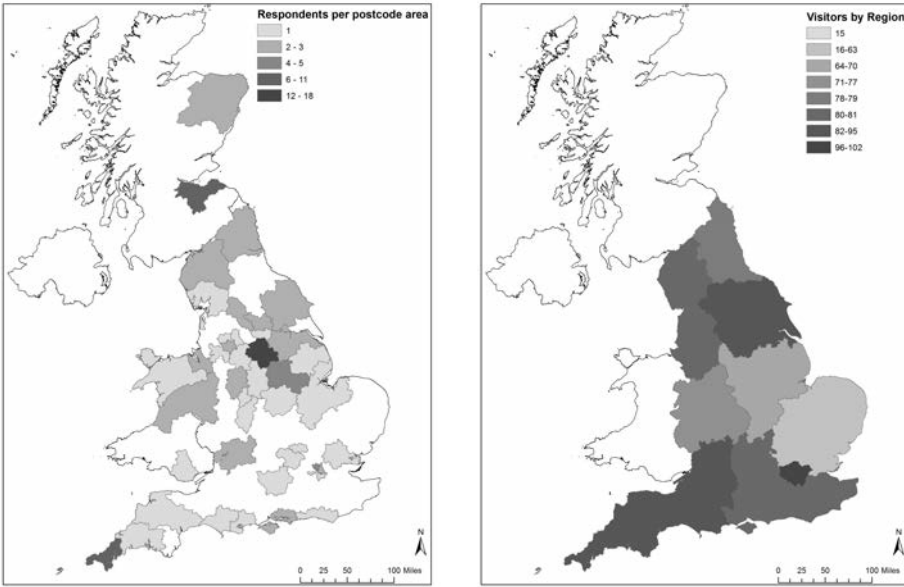 Respondents per postcode area
1
2 - 3
4 - 5
6 - 11
12 - 18
N
0 25 50 100 Miles
Visitors by Region
15
16-63
64-70
71-77
78-79
80-81
82-95
96-102
N
0 25 50 100 Miles